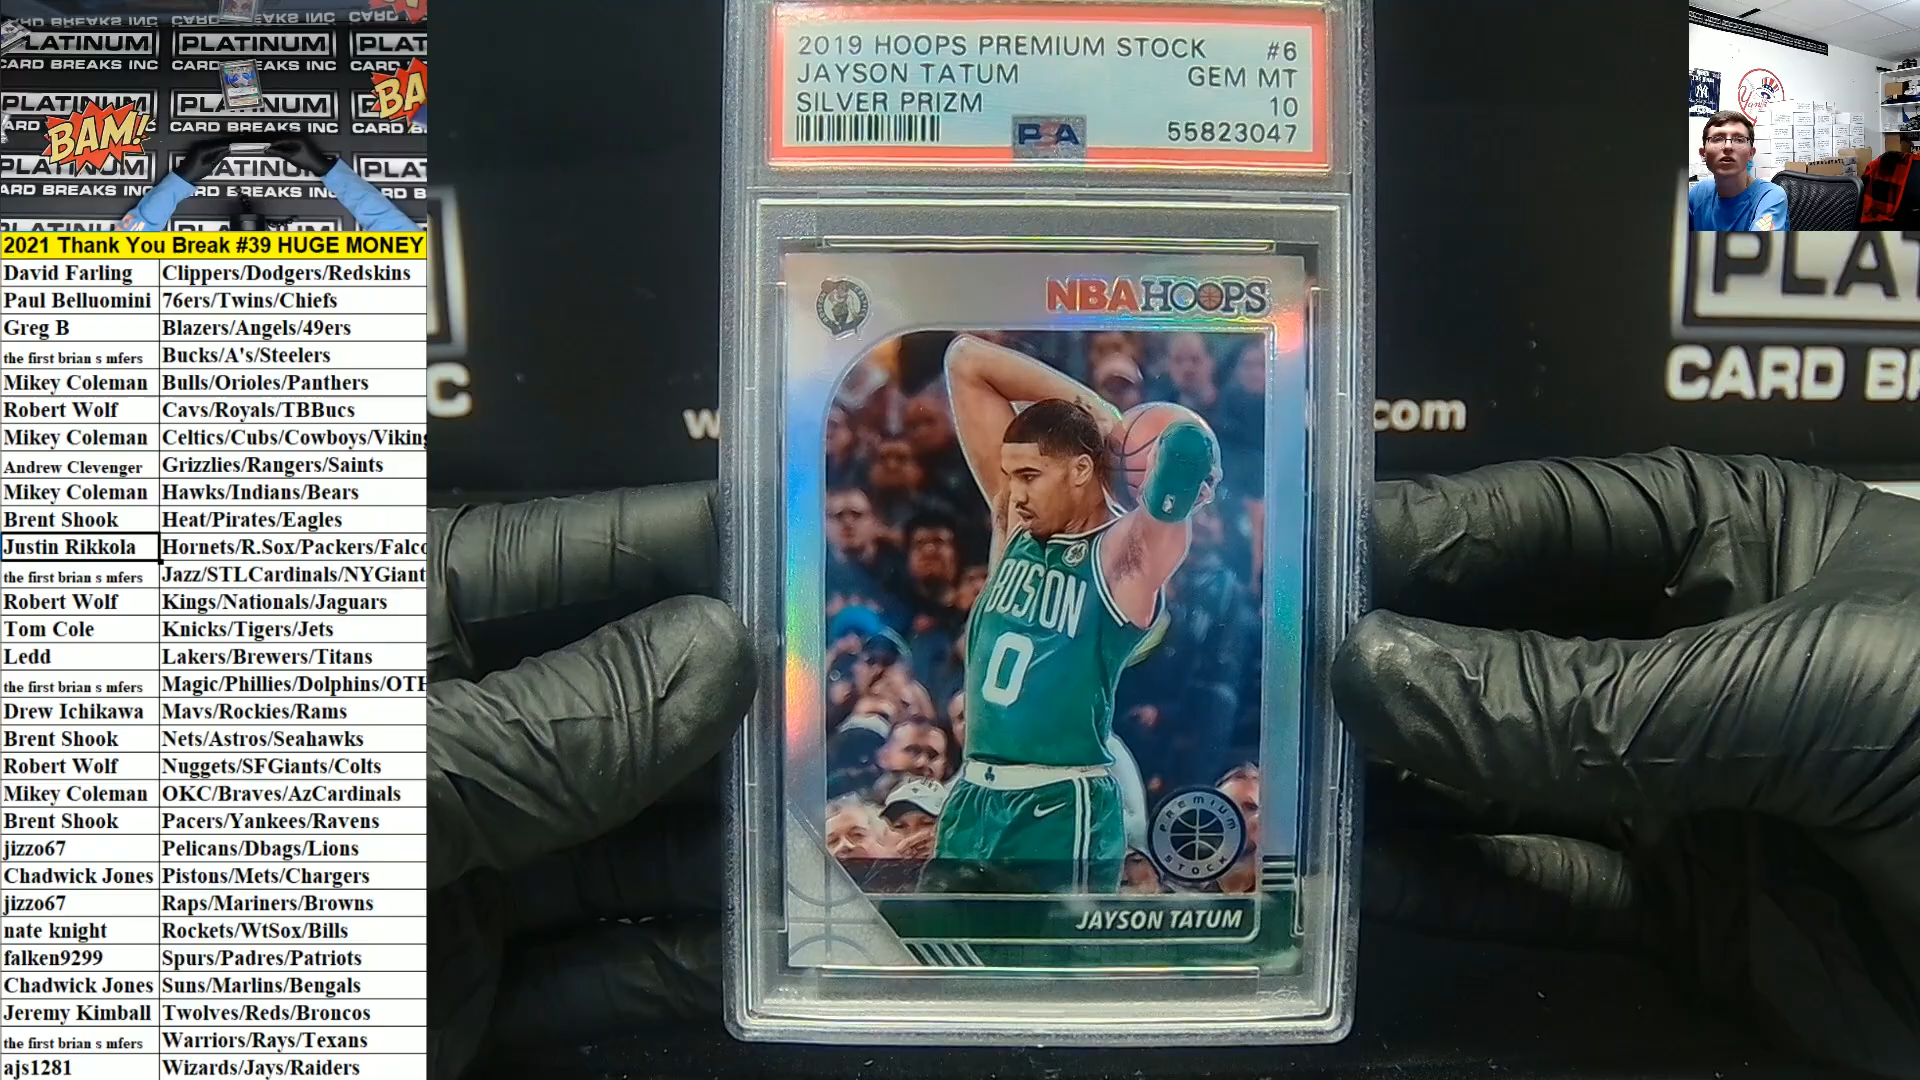 PLATINUM PLATINUM PLAT
CARD BREAKS INC CARD BREAKS INC CARD B
BAM!
BA
2021 Thank You Break #39 HUGE MONEY
David Farling Clippers/Dodgers/Redskins
Paul Belluomini 76ers/Twins/Chiefs
Greg B Blazers/Angels/49ers
the first brian s mfers Bucks/A's/Steelers
Mikey Coleman Bulls/Orioles/Panthers
Robert Wolf Cavs/Royals/TBBucs
Mikey Coleman Celtics/Cubs/Cowboys/Viking
Andrew Clevenger Grizzlies/Rangers/Saints
Mikey Coleman Hawks/Indians/Bears
Brent Shook Heat/Pirates/Eagles
Justin Rikkola Hornets/R.Sox/Packers/Falco
the first brian s mfers Jazz/STLCardinals/NYGiant
Robert Wolf Kings/Nationals/Jaguars
Tom Cole Knicks/Tigers/Jets
Ledd Lakers/Brewers/Titans
the first brian s mfers Magic/Phillies/Dolphins/OTH
Drew Ichikawa Mavs/Rockies/Rams
Brent Shook Nets/Astros/Seahawks
Robert Wolf Nuggets/SFGiants/Colts
Mikey Coleman OKC/Braves/AzCardinals
Brent Shook Pacers/Yankees/Ravens
jizzo67 Pelicans/Dbags/Lions
Chadwick Jones Pistons/Mets/Chargers
jizzo67 Raps/Mariners/Browns
nate knight Rockets/WtSox/Bills
falken9299 Spurs/Padres/Patriots
Chadwick Jones Suns/Marlins/Bengals
Jeremy Kimball Twolves/Reds/Broncos
the first brian s mfers Warriors/Rays/Texans
ajs1281 Wizards/Jays/Raiders
2019 HOOPS PREMIUM STOCK #6
JAYSON TATUM GEM MT
SILVER PRIZM 10
PSA 55823047
NBA HOOPS
BOSTON
0
PREMIUM STOCK
JAYSON TATUM
w .com
PLA
CARD B
C